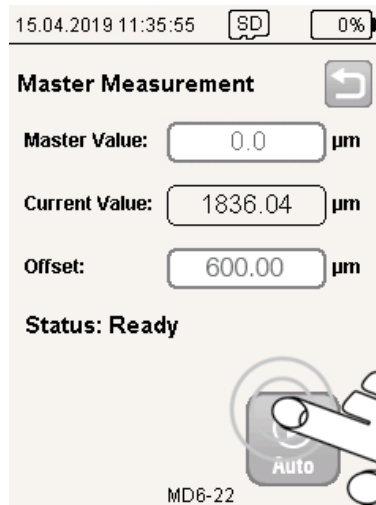 15.04.2019 11:35:55 SD 0%
Master Measurement
Master Value: 0.0 µm
Current Value: 1836.04 µm
Offset: 600.00 µm
Status: Ready
Auto
MD6-22